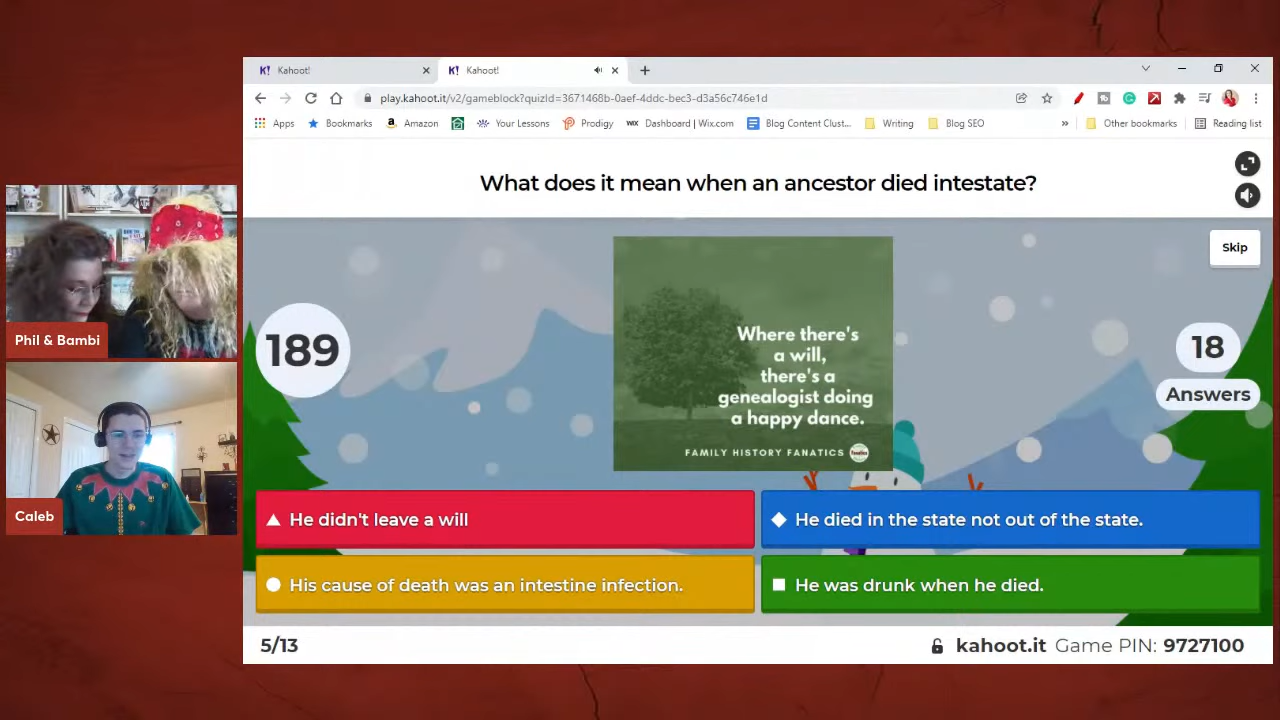 Kahoot!
Kahoot!
play.kahoot.it/v2/gameblock?quizId=3671468b-0aef-4ddc-bec3-d3a56c746e1d
Apps Bookmarks Amazon Your Lessons Prodigy WIX Dashboard | Wix.com Blog Content Clust... Writing Blog SEO » Other bookmarks Reading list
What does it mean when an ancestor died intestate?
Skip
189
Where there's
a will,
there's a
genealogist doing
a happy dance.
FAMILY HISTORY FANATICS
18
Answers
Phil & Bambi
Caleb
He didn't leave a will
He died in the state not out of the state.
His cause of death was an intestine infection.
He was drunk when he died.
5/13
kahoot.it Game PIN: 9727100